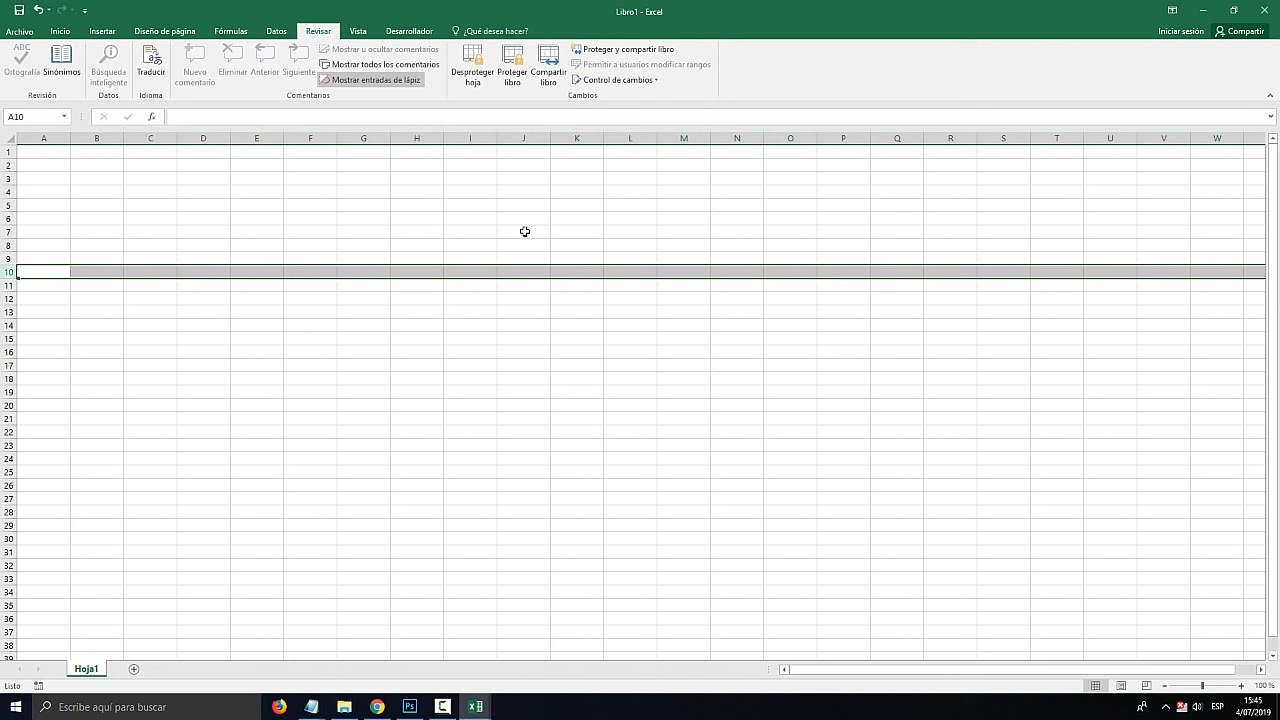 Libro1 - Excel
Archivo Inicio Insertar Diseño de página Fórmulas Datos Revisar Vista Desarrollador ¿Qué desea hacer? Iniciar sesión Compartir
ABC
Ortografía
Sinónimos
Revisión
Búsqueda inteligente
Datos
Traducir
Idioma
Nuevo comentario
Eliminar
Anterior
Siguiente
Mostrar u ocultar comentarios
Mostrar todos los comentarios
Mostrar entradas de lápiz
Comentarios
Desproteger hoja
Proteger libro
Compartir libro
Proteger y compartir libro
Permitir a usuarios modificar rangos
Control de cambios
Cambios
A10 fx
A B C D E F G H I J K L M N O P Q R S T U V W
1
2
3
4
5
6
7
8
9
10
11
12
13
14
15
16
17
18
19
20
21
22
23
24
25
26
27
28
29
30
31
32
33
34
35
36
37
38
39
Hoja1
Listo 100 %
Escribe aquí para buscar
ESP
15:45
4/07/2019